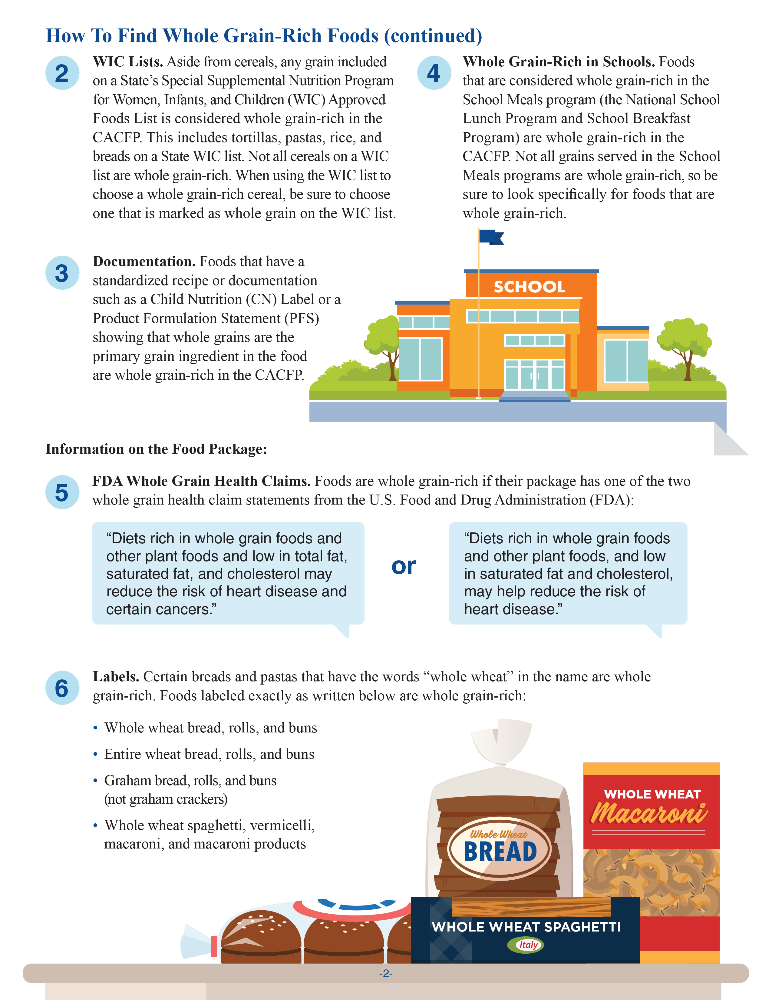 How To Find Whole Grain-Rich Foods (continued)
2
WIC Lists. Aside from cereals, any grain included
on a State’s Special Supplemental Nutrition Program
for Women, Infants, and Children (WIC) Approved
Foods List is considered whole grain-rich in the
CACFP. This includes tortillas, pastas, rice, and
breads on a State WIC list. Not all cereals on a WIC
list are whole grain-rich. When using the WIC list to
choose a whole grain-rich cereal, be sure to choose
one that is marked as whole grain on the WIC list.
3
Documentation. Foods that have a
standardized recipe or documentation
such as a Child Nutrition (CN) Label or a
Product Formulation Statement (PFS)
showing that whole grains are the
primary grain ingredient in the food
are whole grain-rich in the CACFP.
4
Whole Grain-Rich in Schools. Foods
that are considered whole grain-rich in the
School Meals program (the National School
Lunch Program and School Breakfast
Program) are whole grain-rich in the
CACFP. Not all grains served in the School
Meals programs are whole grain-rich, so be
sure to look specifically for foods that are
whole grain-rich.
SCHOOL
Information on the Food Package:
5
FDA Whole Grain Health Claims. Foods are whole grain-rich if their package has one of the two
whole grain health claim statements from the U.S. Food and Drug Administration (FDA):
“Diets rich in whole grain foods and
other plant foods and low in total fat,
saturated fat, and cholesterol may
reduce the risk of heart disease and
certain cancers.”
or
“Diets rich in whole grain foods
and other plant foods, and low
in saturated fat and cholesterol,
may help reduce the risk of
heart disease.”
6
Labels. Certain breads and pastas that have the words “whole wheat” in the name are whole
grain-rich. Foods labeled exactly as written below are whole grain-rich:
• Whole wheat bread, rolls, and buns
• Entire wheat bread, rolls, and buns
• Graham bread, rolls, and buns
(not graham crackers)
• Whole wheat spaghetti, vermicelli,
macaroni, and macaroni products
Whole Wheat
BREAD
WHOLE WHEAT
Macaroni
WHOLE WHEAT SPAGHETTI
Italy
-2-